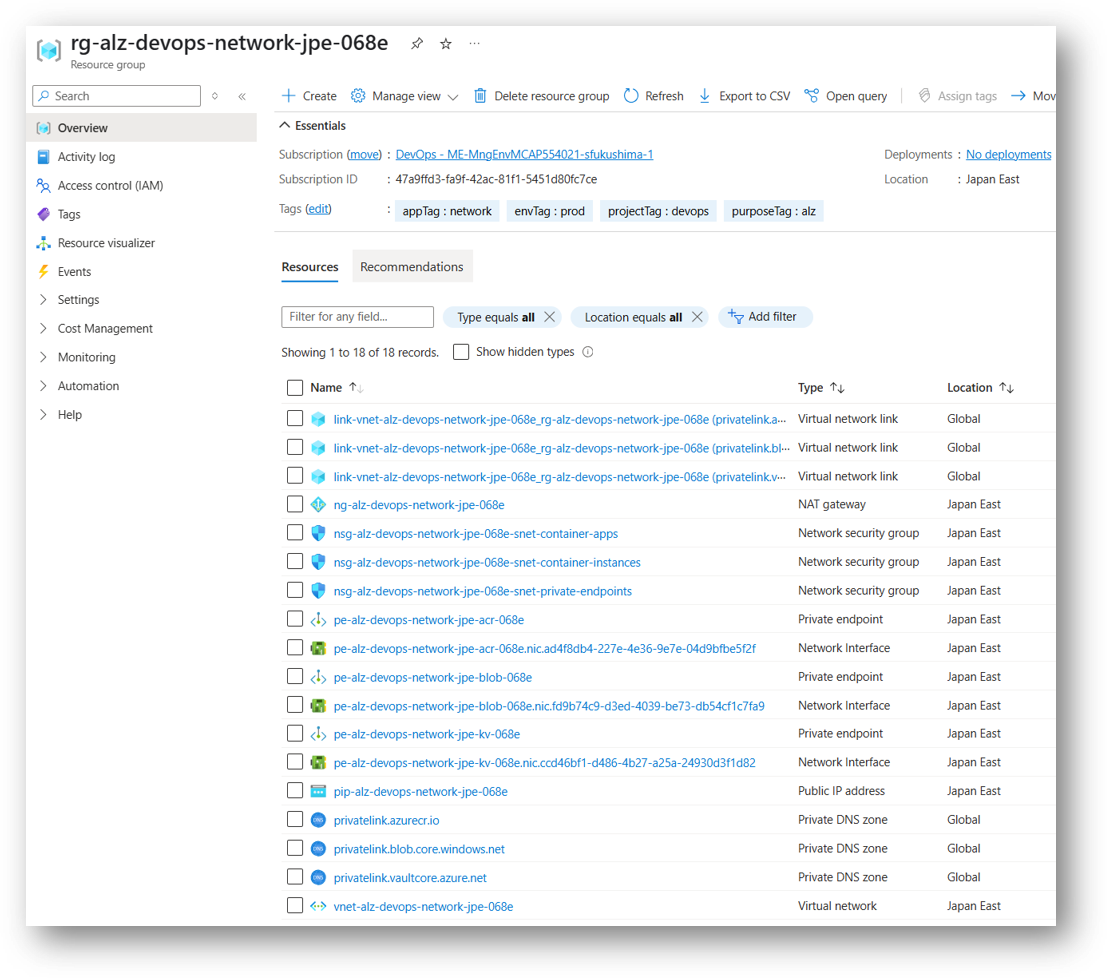 rg-alz-devops-network-jpe-068e
Resource group
Search
Overview
Activity log
Access control (IAM)
Tags
Resource visualizer
Events
Settings
Cost Management
Monitoring
Automation
Help
Create Manage view Delete resource group Refresh Export to CSV Open query Assign tags Mov
Essentials
Subscription (move) : DevOps - ME-MngEnvMCAP554021-sfukushima-1 Deployments : No deployments
Subscription ID : 47a9ffd3-fa9f-42ac-81f1-5451d80fc7ce Location : Japan East
Tags (edit) : appTag : network envTag : prod projectTag : devops purposeTag : alz
Resources Recommendations
Filter for any field... Type equals all Location equals all Add filter
Showing 1 to 18 of 18 records. Show hidden types
Name Type Location
link-vnet-alz-devops-network-jpe-068e_rg-alz-devops-network-jpe-068e (privatelink.a... Virtual network link Global
link-vnet-alz-devops-network-jpe-068e_rg-alz-devops-network-jpe-068e (privatelink.bl... Virtual network link Global
link-vnet-alz-devops-network-jpe-068e_rg-alz-devops-network-jpe-068e (privatelink.v... Virtual network link Global
ng-alz-devops-network-jpe-068e NAT gateway Japan East
nsg-alz-devops-network-jpe-068e-snet-container-apps Network security group Japan East
nsg-alz-devops-network-jpe-068e-snet-container-instances Network security group Japan East
nsg-alz-devops-network-jpe-068e-snet-private-endpoints Network security group Japan East
pe-alz-devops-network-jpe-acr-068e Private endpoint Japan East
pe-alz-devops-network-jpe-acr-068e.nic.ad4f8db4-227e-4e36-9e7e-04d9bfbe5f2f Network Interface Japan East
pe-alz-devops-network-jpe-blob-068e Private endpoint Japan East
pe-alz-devops-network-jpe-blob-068e.nic.fd9b74c9-d3ed-4039-be73-db54cf1c7fa9 Network Interface Japan East
pe-alz-devops-network-jpe-kv-068e Private endpoint Japan East
pe-alz-devops-network-jpe-kv-068e.nic.ccd46bf1-d486-4b27-a25a-24930d3f1d82 Network Interface Japan East
pip-alz-devops-network-jpe-068e Public IP address Japan East
privatelink.azurecr.io Private DNS zone Global
privatelink.blob.core.windows.net Private DNS zone Global
privatelink.vaultcore.azure.net Private DNS zone Global
vnet-alz-devops-network-jpe-068e Virtual network Japan East